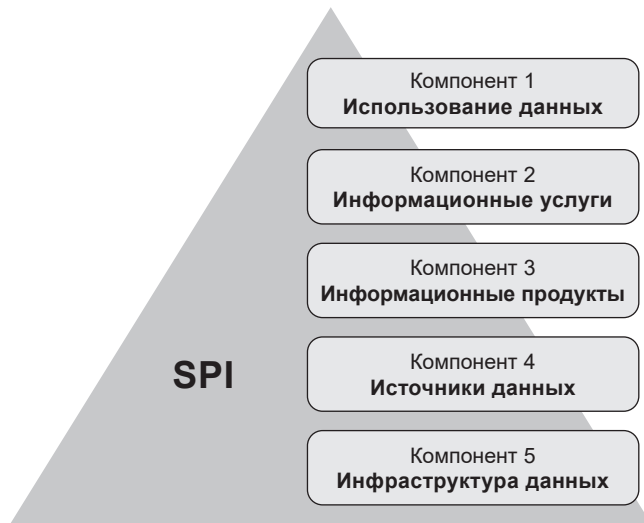 Компонент 1
Использование данных
Компонент 2
Информационные услуги
Компонент 3
Информационные продукты
SPI
Компонент 4
Источники данных
Компонент 5
Инфраструктура данных